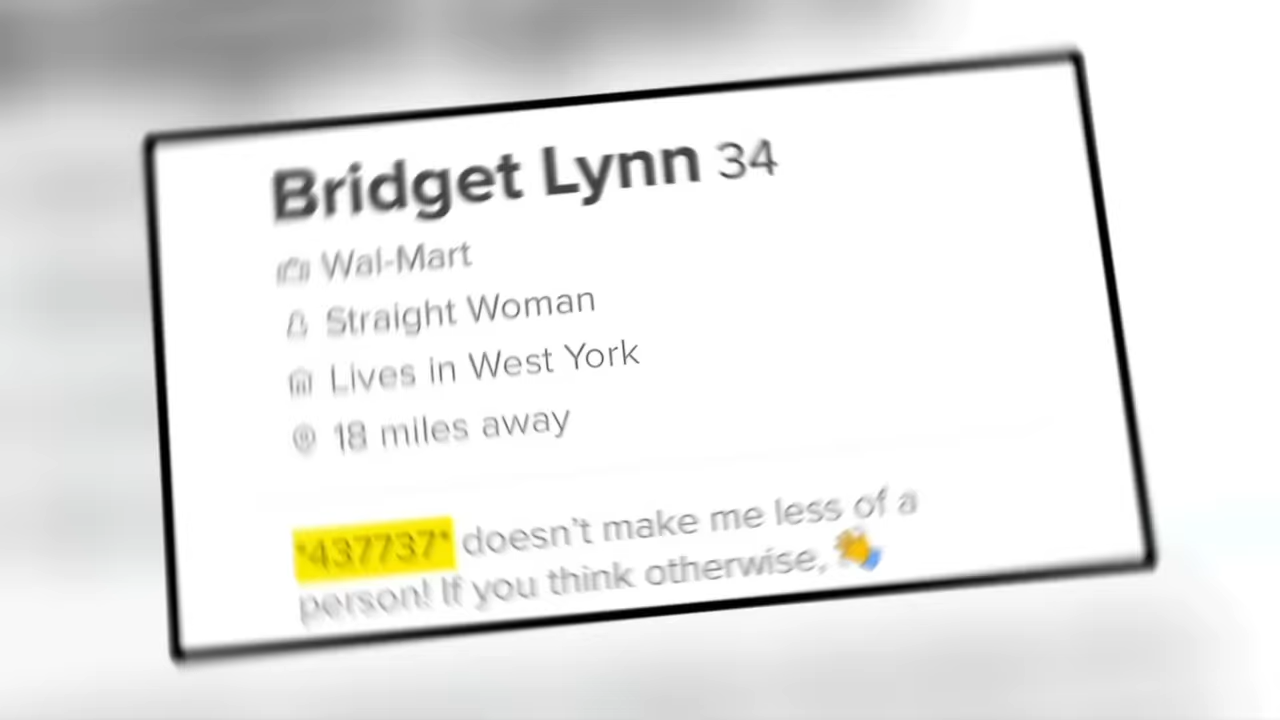 Bridget Lynn 34
Wal-Mart
Straight Woman
Lives in West York
18 miles away
*437737* doesn't make me less of a
person! If you think otherwise, 👋